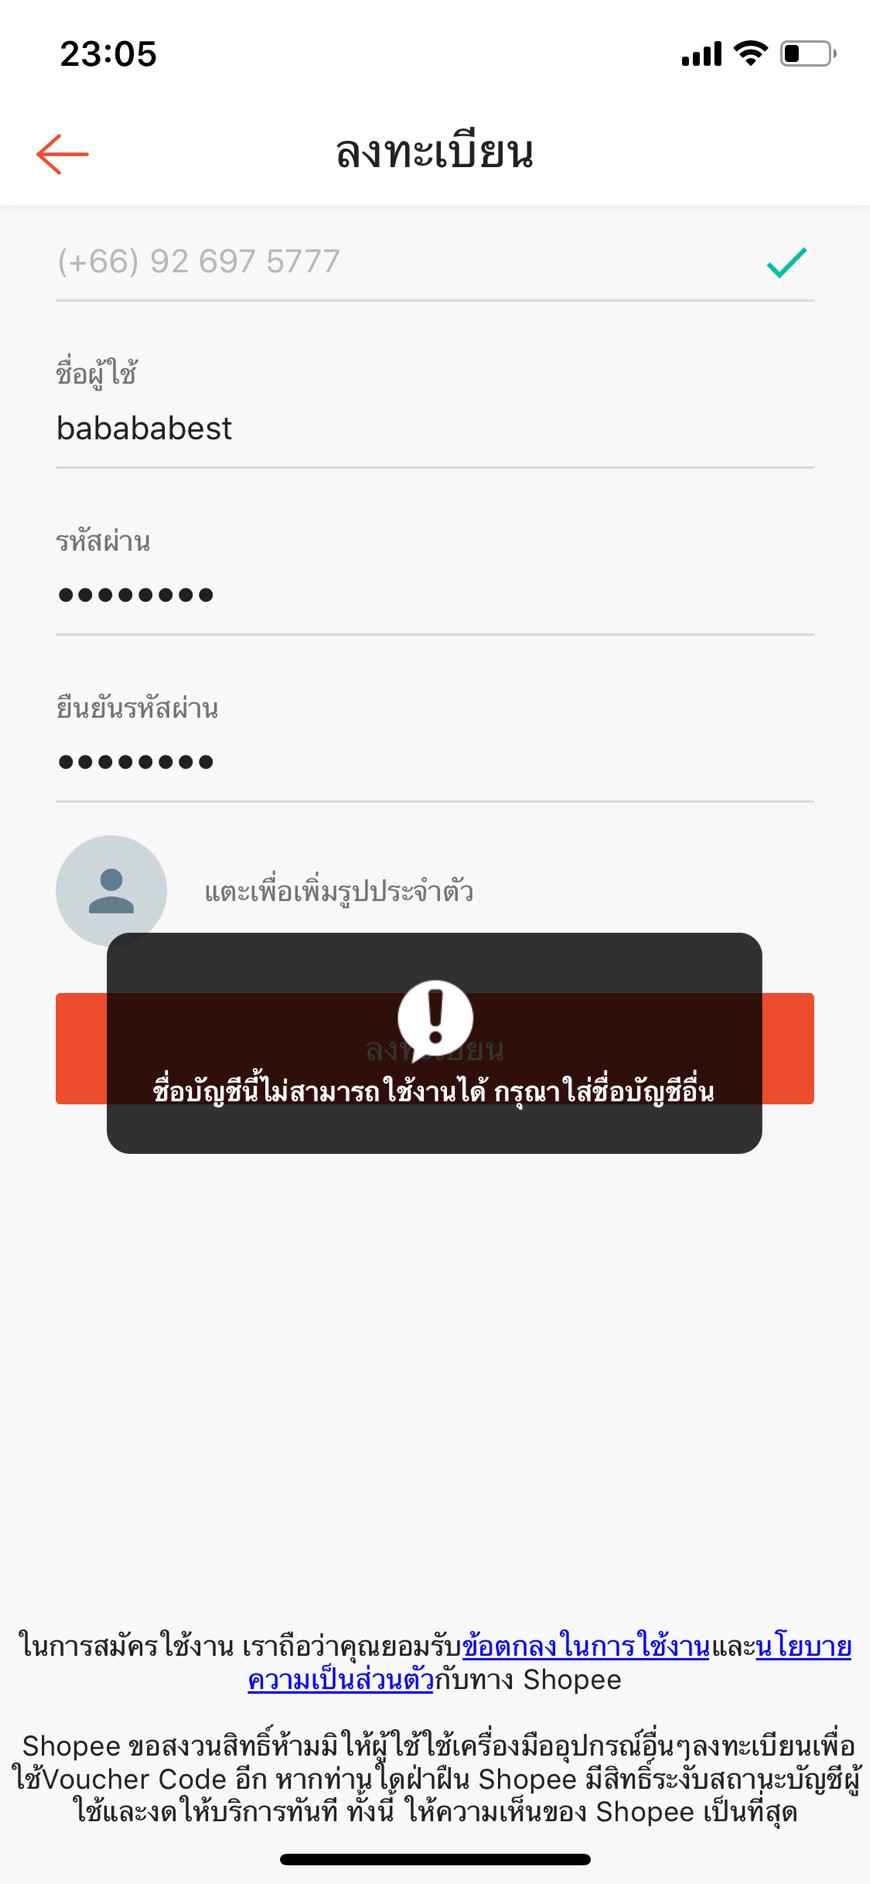 23:05
ลงทะเบียน
(+66) 92 697 5777
ชื่อผู้ใช้
babababest
รหัสผ่าน
••••••••
ยืนยันรหัสผ่าน
••••••••
แตะเพื่อเพิ่มรูปประจำตัว
ลงทะเบียน
ชื่อบัญชีนี้ไม่สามารถใช้งานได้ กรุณาใส่ชื่อบัญชีอื่น
ในการสมัครใช้งาน เราถือว่าคุณยอมรับข้อตกลงในการใช้งานและนโยบาย
ความเป็นส่วนตัวกับทาง Shopee
Shopee ขอสงวนสิทธิ์ห้ามมิให้ผู้ใช้ใช้เครื่องมืออุปกรณ์อื่นๆลงทะเบียนเพื่อ
ใช้Voucher Code อีก หากท่านใดฝ่าฝืน Shopee มีสิทธิ์ระงับสถานะบัญชีผู้
ใช้และงดให้บริการทันที ทั้งนี้ ให้ความเห็นของ Shopee เป็นที่สุด